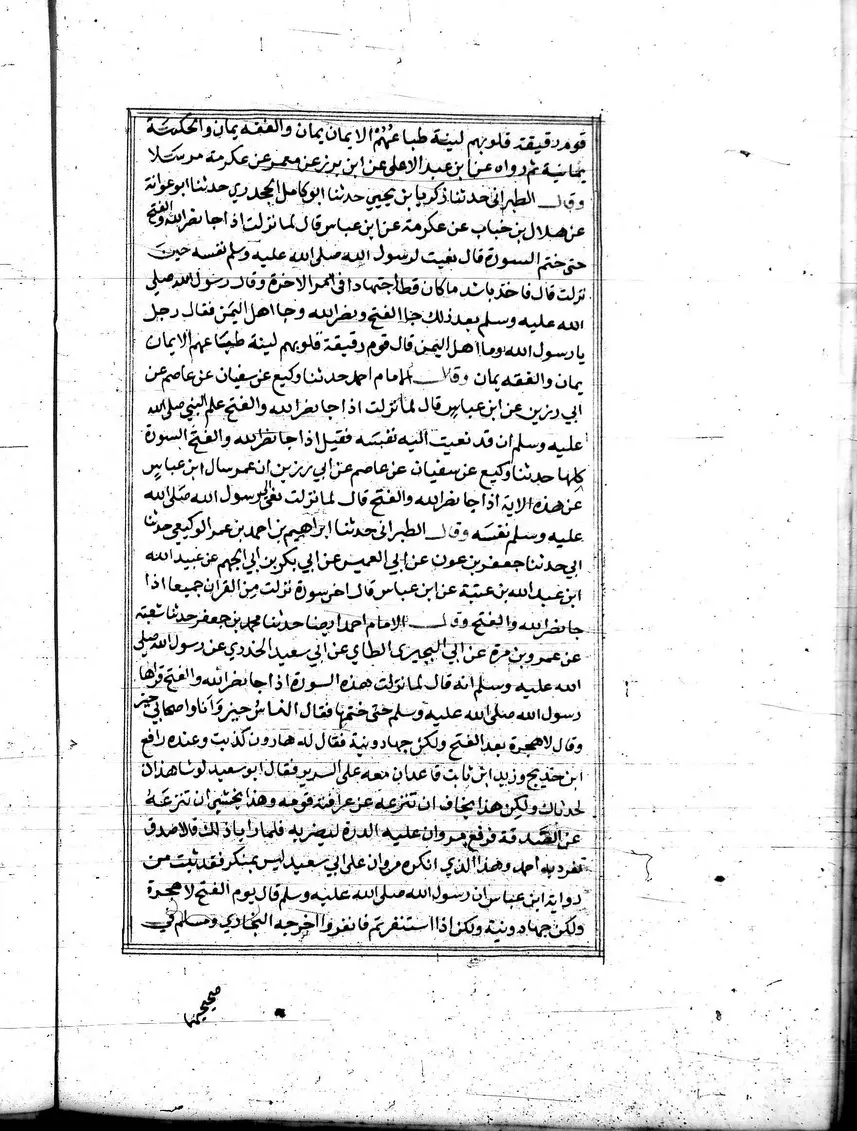 قوم رقيقة قلوبهم لينة طباعهم الايمان يمان والفقه يمان والحكمة
يمانية ثم رواه عن ابن عبد الاعلى عن ابن ثور عن معمر عن عكرمة مرسلا
وقال الطبراني حدثنا زكريا بن يحيى حدثنا ابو كامل الجحدري حدثنا ابو عوانة
عن هلال بن خباب عن عكرمة عن ابن عباس قال لما نزلت اذا جا نصر الله والفتح
حتى ختم السورة قال نعيت لرسول الله صلى الله عليه وسلم نفسه حين
نزلت قال فاخذ باشد ما كان قط اجتهادا في امر الاخرة وقال رسول الله صلى
الله عليه وسلم بعد ذلك جا الفتح ونصر الله وجا اهل اليمن فقال رجل
يا رسول الله وما اهل اليمن قال قوم رقيقة قلوبهم لينة طباعهم الايمان
يمان والفقه يمان وقال الامام احمد حدثنا وكيع عن سفيان عن عاصم عن
ابي رزين عن ابن عباس قال لما نزلت اذا جا نصر الله والفتح علم النبي صلى الله
عليه وسلم ان قد نعيت اليه نفسه فقيل اذا جا نصر الله والفتح السورة
كلها حدثنا وكيع عن سفيان عن عاصم عن ابي رزين ان عمر سال ابن عباس
عن هذه الاية اذا جا نصر الله والفتح قال لما نزلت نعى الى رسول الله صلى الله
عليه وسلم نفسه وقال الطبراني حدثنا ابراهيم بن احمد بن عمر الوكيعي حدثنا
ابي حدثنا جعفر بن عون عن ابي العميس عن ابي بكر بن ابي الجهم عن عبيد الله
ابن عبد الله بن عتبة عن ابن عباس قال اخر سورة نزلت من القران جميعا اذا
جا نصر الله والفتح وقال الامام احمد ايضا حدثنا محمد بن جعفر حدثنا شعبة
عن عمرو بن مرة عن ابي البحيرى الطاي عن ابي سعيد الخدري عن رسول الله صلى
الله عليه وسلم انه قال لما نزلت هذه السورة اذا جا نصر الله والفتح قراها
رسول الله صلى الله عليه وسلم حتى ختمها فقال الناس حيز وانا واصحابي حيز
وقال لا هجرة بعد الفتح ولكن جهاد ونية فقال له هارون كذبت وعنده رافع
ابن خديج وزيد ابن ثابت قاعدان معه على السرير فقال ابو سعيد لو شا هذان
لحدثاك ولكن هذا يخاف ان تنزعه عن عرافة قومه وهذا يخشى ان تنزعه
عن الصدقة فرفع مروان عليه الدرة ليضربه فلما رايا ذلك قالا صدق
تفرد به احمد وهذا الذي انكره مروان على ابي سعيد ليس بمنكر فقد ثبت من
رواية ابن عباس ان رسول الله صلى الله عليه وسلم قال يوم الفتح لا هجرة
ولكن جهاد ونية ولكن اذا استنفرتم فانفروا اخرجه البخاري ومسلم في
صحيحيهما